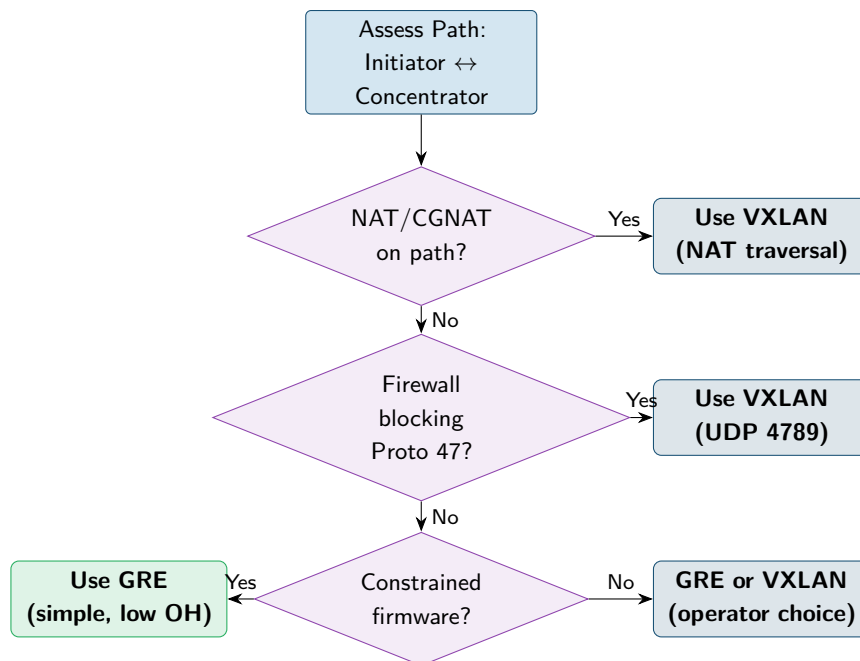 Assess Path:
Initiator ↔
Concentrator
NAT/CGNAT
on path?
Yes
Use VXLAN
(NAT traversal)
No
Firewall
blocking
Proto 47?
Yes
Use VXLAN
(UDP 4789)
No
Use GRE
(simple, low OH)
Yes
Constrained
firmware?
No
GRE or VXLAN
(operator choice)